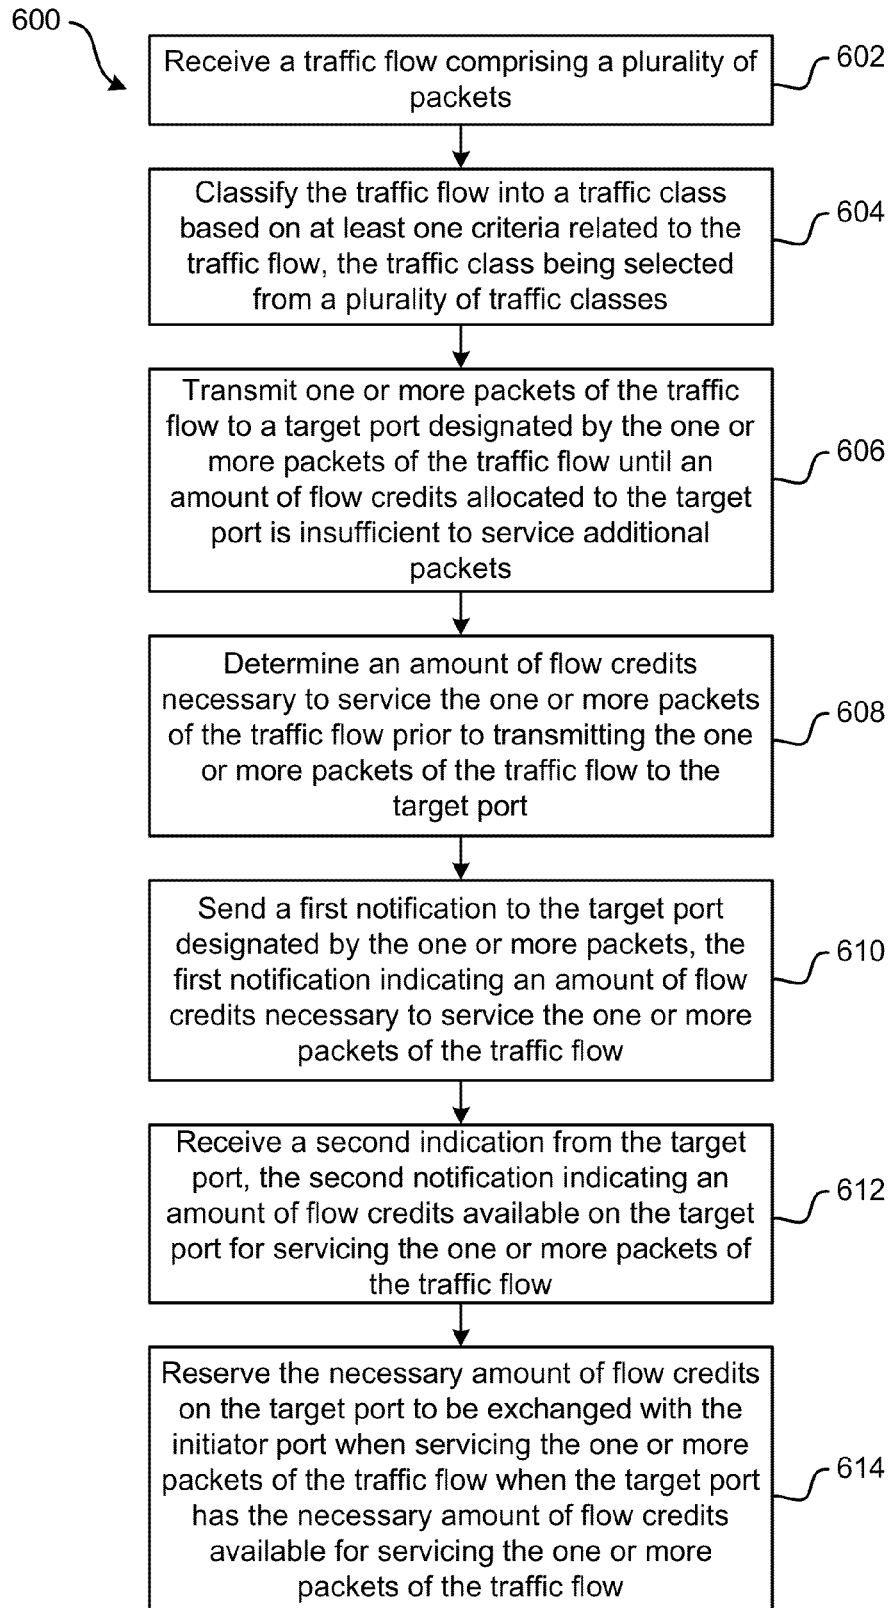 600
Receive a traffic flow comprising a plurality of
packets
602
Classify the traffic flow into a traffic class
based on at least one criteria related to the
traffic flow, the traffic class being selected
from a plurality of traffic classes
604
Transmit one or more packets of the traffic
flow to a target port designated by the one or
more packets of the traffic flow until an
amount of flow credits allocated to the target
port is insufficient to service additional
packets
606
Determine an amount of flow credits
necessary to service the one or more packets
of the traffic flow prior to transmitting the one
or more packets of the traffic flow to the
target port
608
Send a first notification to the target port
designated by the one or more packets, the
first notification indicating an amount of flow
credits necessary to service the one or more
packets of the traffic flow
610
Receive a second indication from the target
port, the second notification indicating an
amount of flow credits available on the target
port for servicing the one or more packets of
the traffic flow
612
Reserve the necessary amount of flow credits
on the target port to be exchanged with the
initiator port when servicing the one or more
packets of the traffic flow when the target port
has the necessary amount of flow credits
available for servicing the one or more
packets of the traffic flow
614